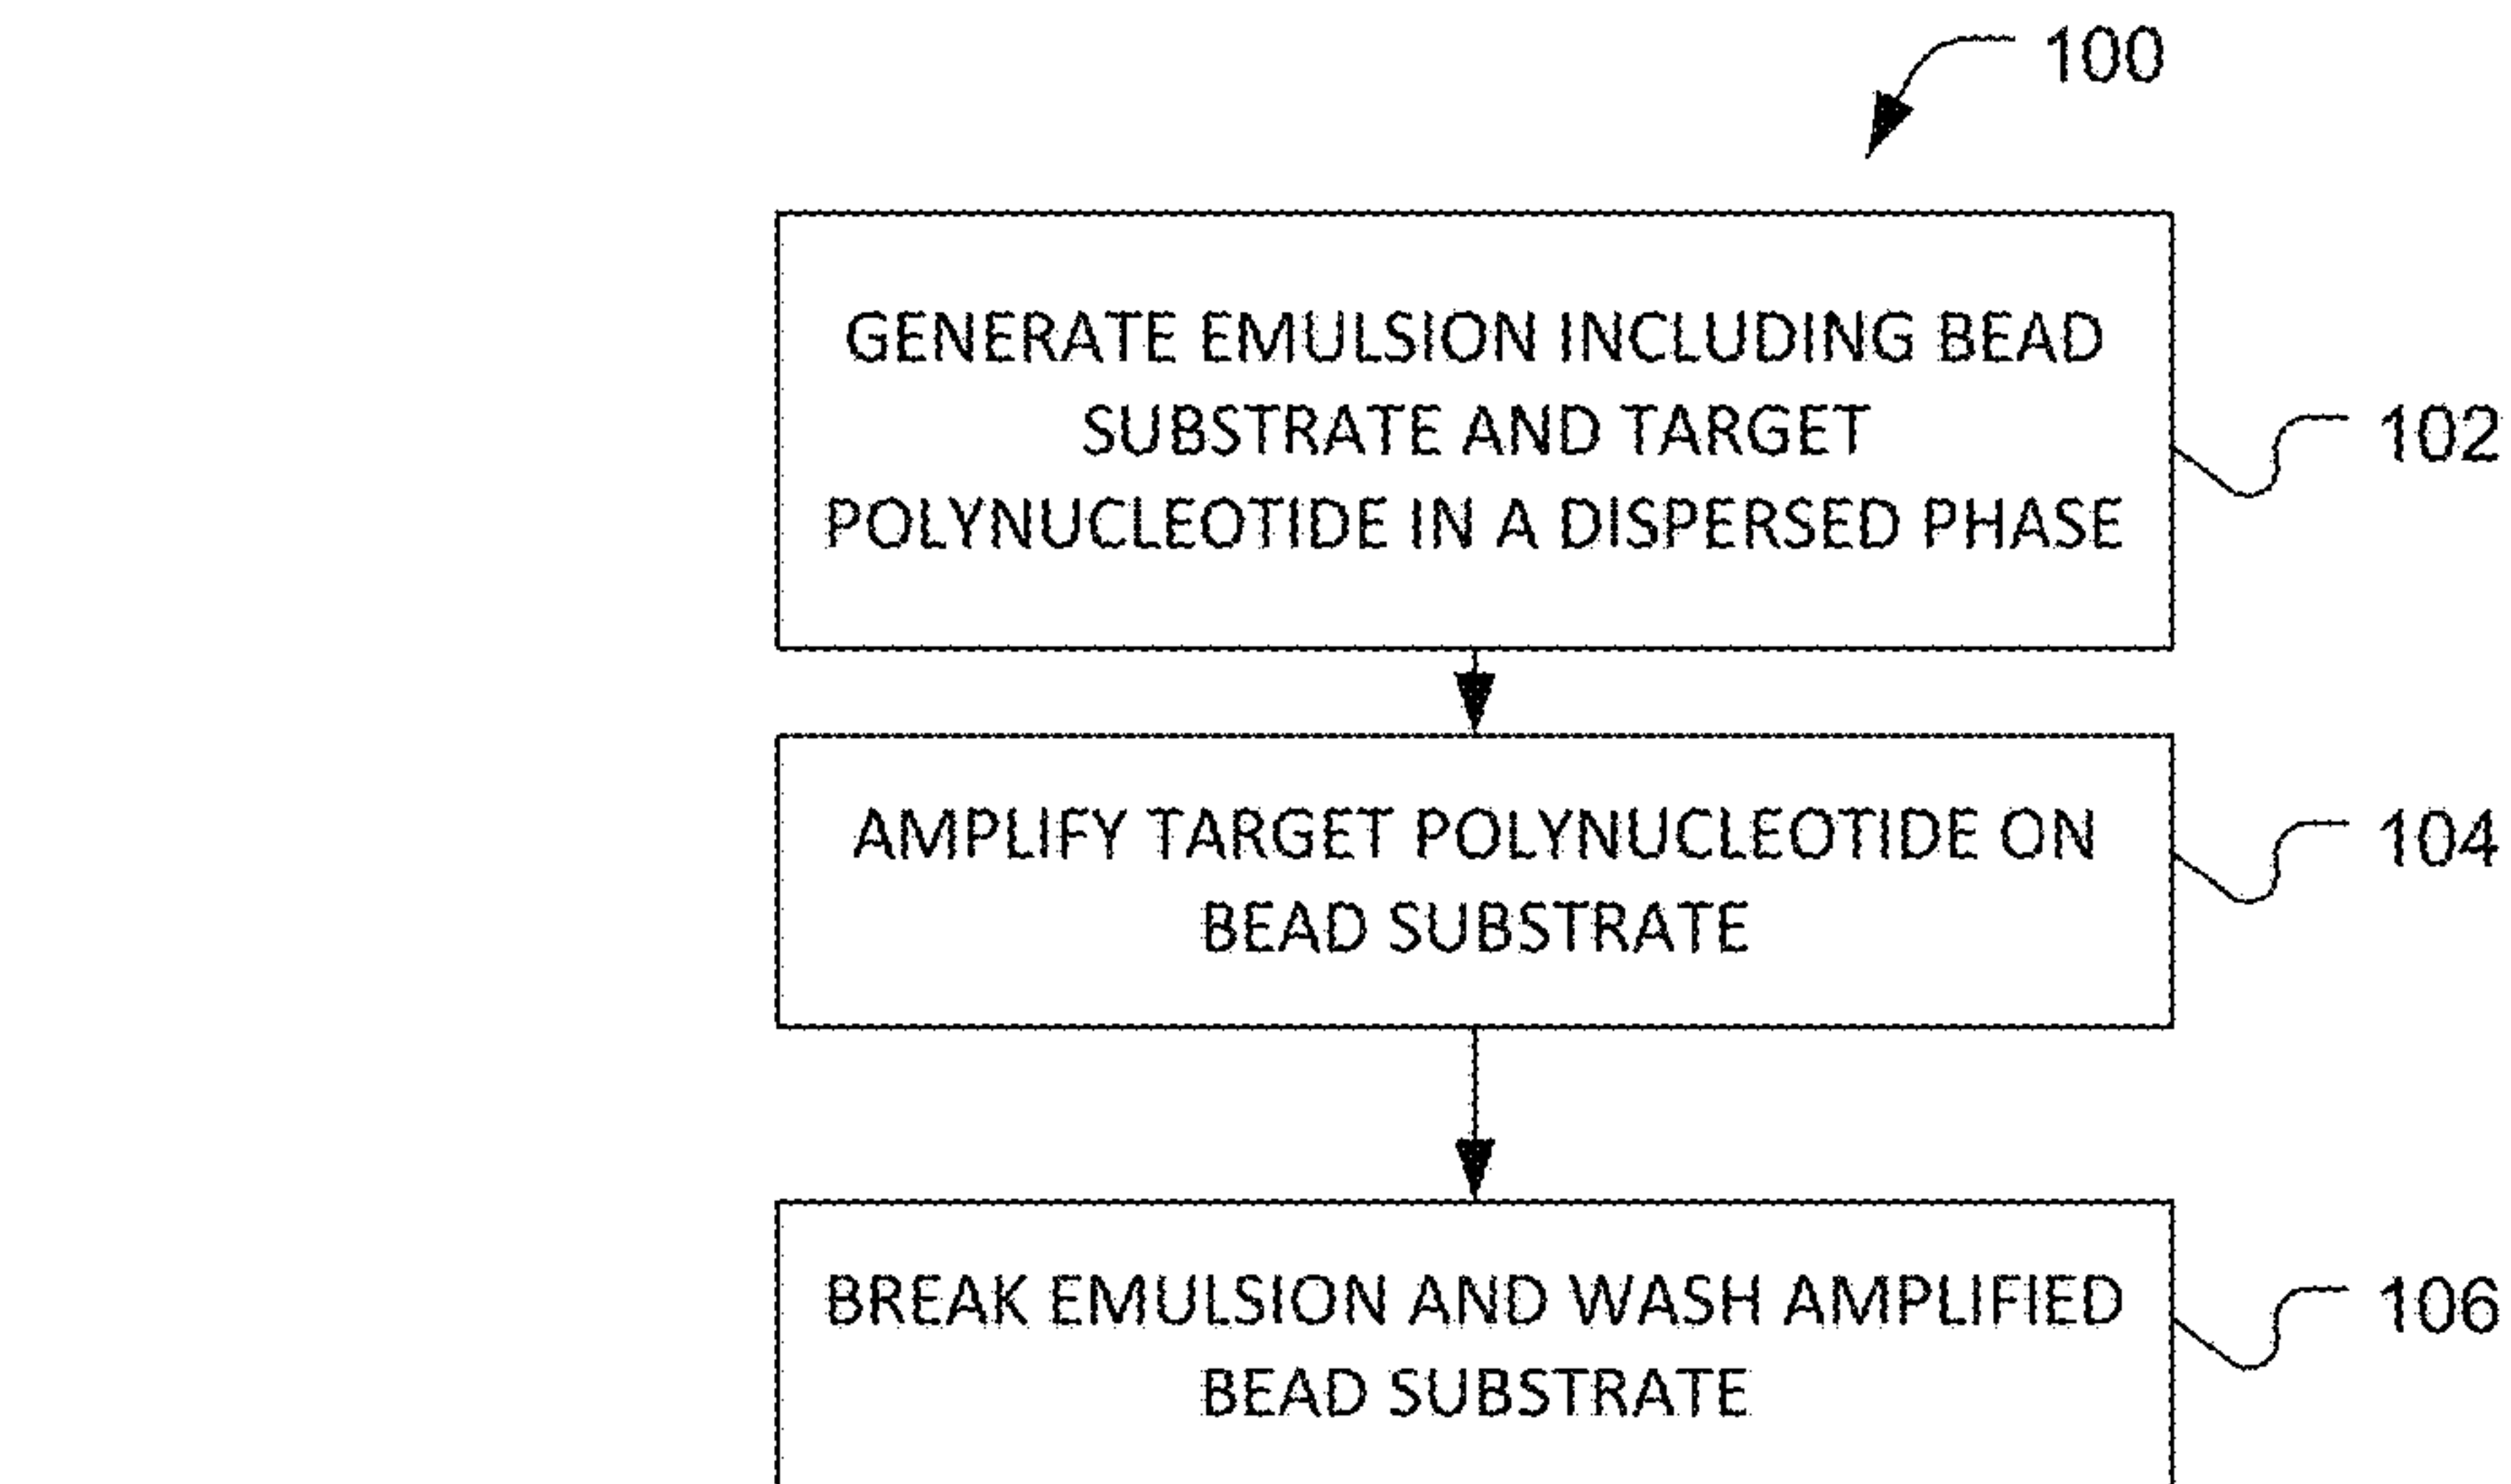 100
GENERATE EMULSION INCLUDING BEAD
SUBSTRATE AND TARGET
POLYNUCLEOTIDE IN A DISPERSED PHASE
102
AMPLIFY TARGET POLYNUCLEOTIDE ON
BEAD SUBSTRATE
104
BREAK EMULSION AND WASH AMPLIFIED
BEAD SUBSTRATE
106